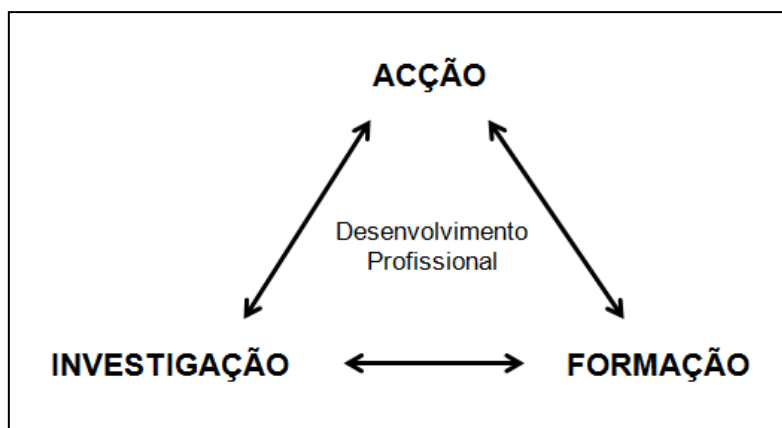 ACÇÃO
Desenvolvimento
Profissional
INVESTIGAÇÃO
FORMAÇÃO